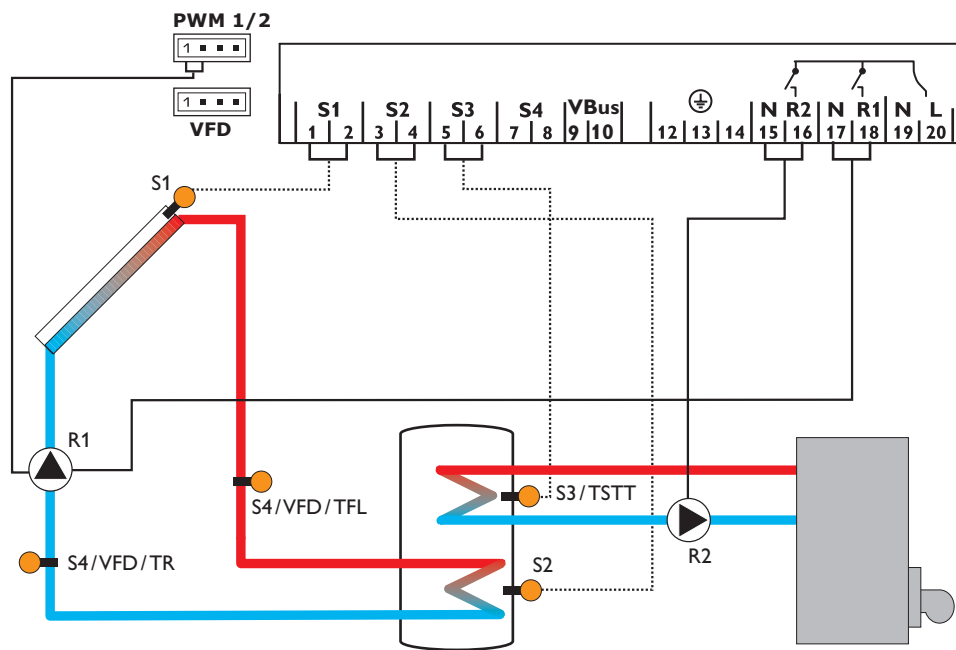 PWM 1/2
1
1
VFD
S1 S2 S3 S4 VBus N R2 N R1 N L
1 2 3 4 5 6 7 8 9 10 12 13 14 15 16 17 18 19 20
S1
R1
S4/VFD/TFL
S3/TSTT
S4/VFD/TR
S2
R2